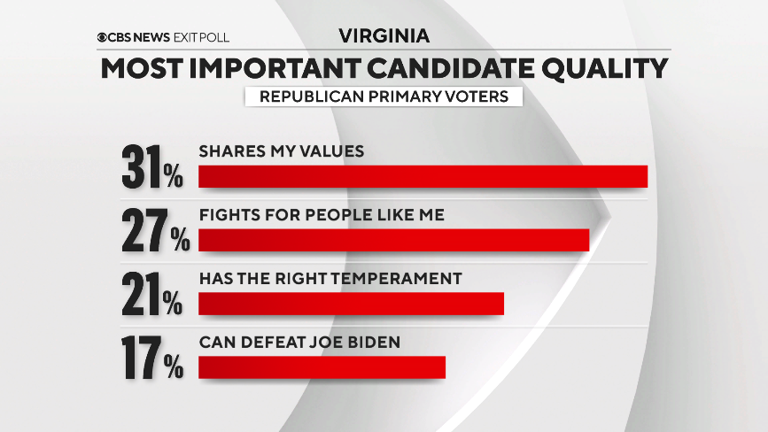 CBS NEWS EXIT POLL
VIRGINIA
MOST IMPORTANT CANDIDATE QUALITY
REPUBLICAN PRIMARY VOTERS
31% SHARES MY VALUES
27% FIGHTS FOR PEOPLE LIKE ME
21% HAS THE RIGHT TEMPERAMENT
17% CAN DEFEAT JOE BIDEN